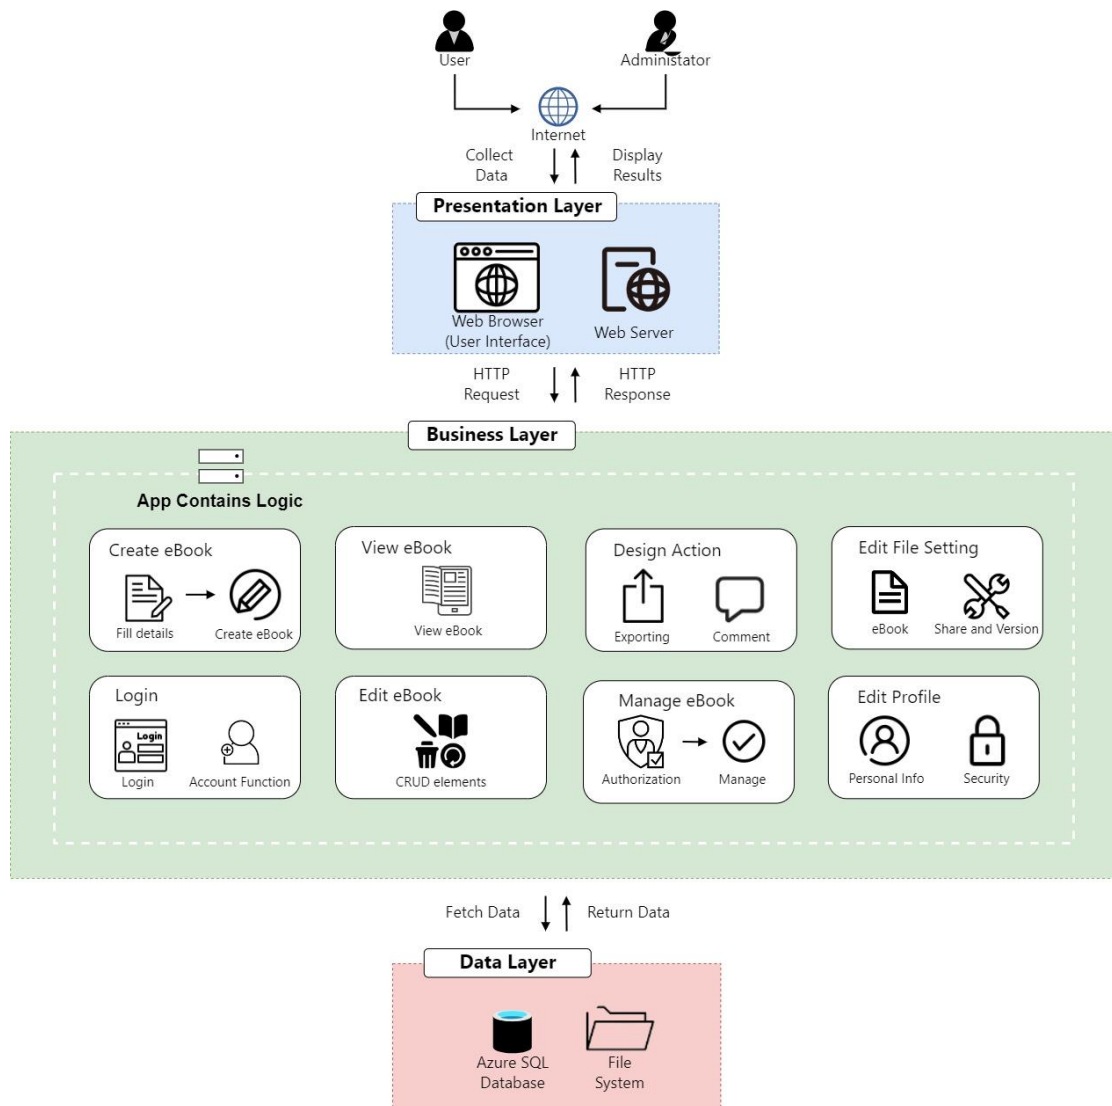 User
Administator
Internet
Collect
Data
Display
Results
Presentation Layer
Web Browser
(User Interface)
Web Server
HTTP
Request
HTTP
Response
Business Layer
App Contains Logic
Create eBook
Fill details
Create eBook
View eBook
View eBook
Design Action
Exporting
Comment
Edit File Setting
eBook
Share and Version
Login
Login
Login
Account Function
Edit eBook
CRUD elements
Manage eBook
Authorization
Manage
Edit Profile
Personal Info
Security
Fetch Data
Return Data
Data Layer
Azure SQL
Database
File
System